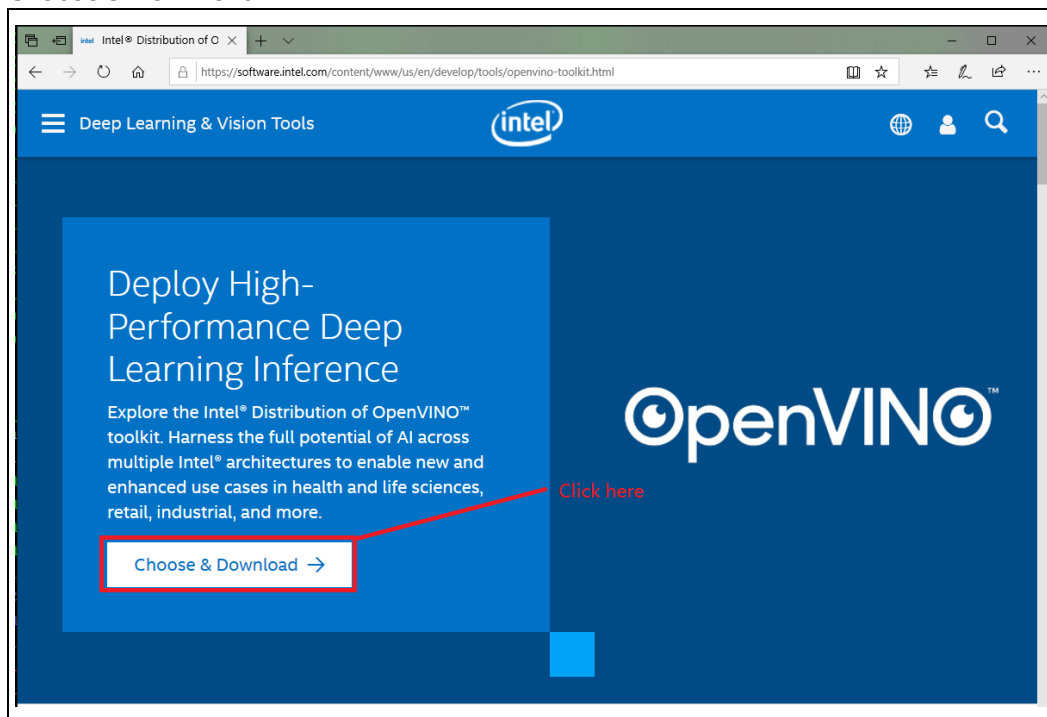 Intel® Distribution of O
https://software.intel.com/content/www/us/en/develop/tools/openvino-toolkit.html
Deep Learning & Vision Tools
intel
Deploy High-
Performance Deep
Learning Inference
Explore the Intel® Distribution of OpenVINO™
toolkit. Harness the full potential of AI across
multiple Intel® architectures to enable new and
enhanced use cases in health and life sciences,
retail, industrial, and more.
Choose & Download →
OpenVINO™
Click here